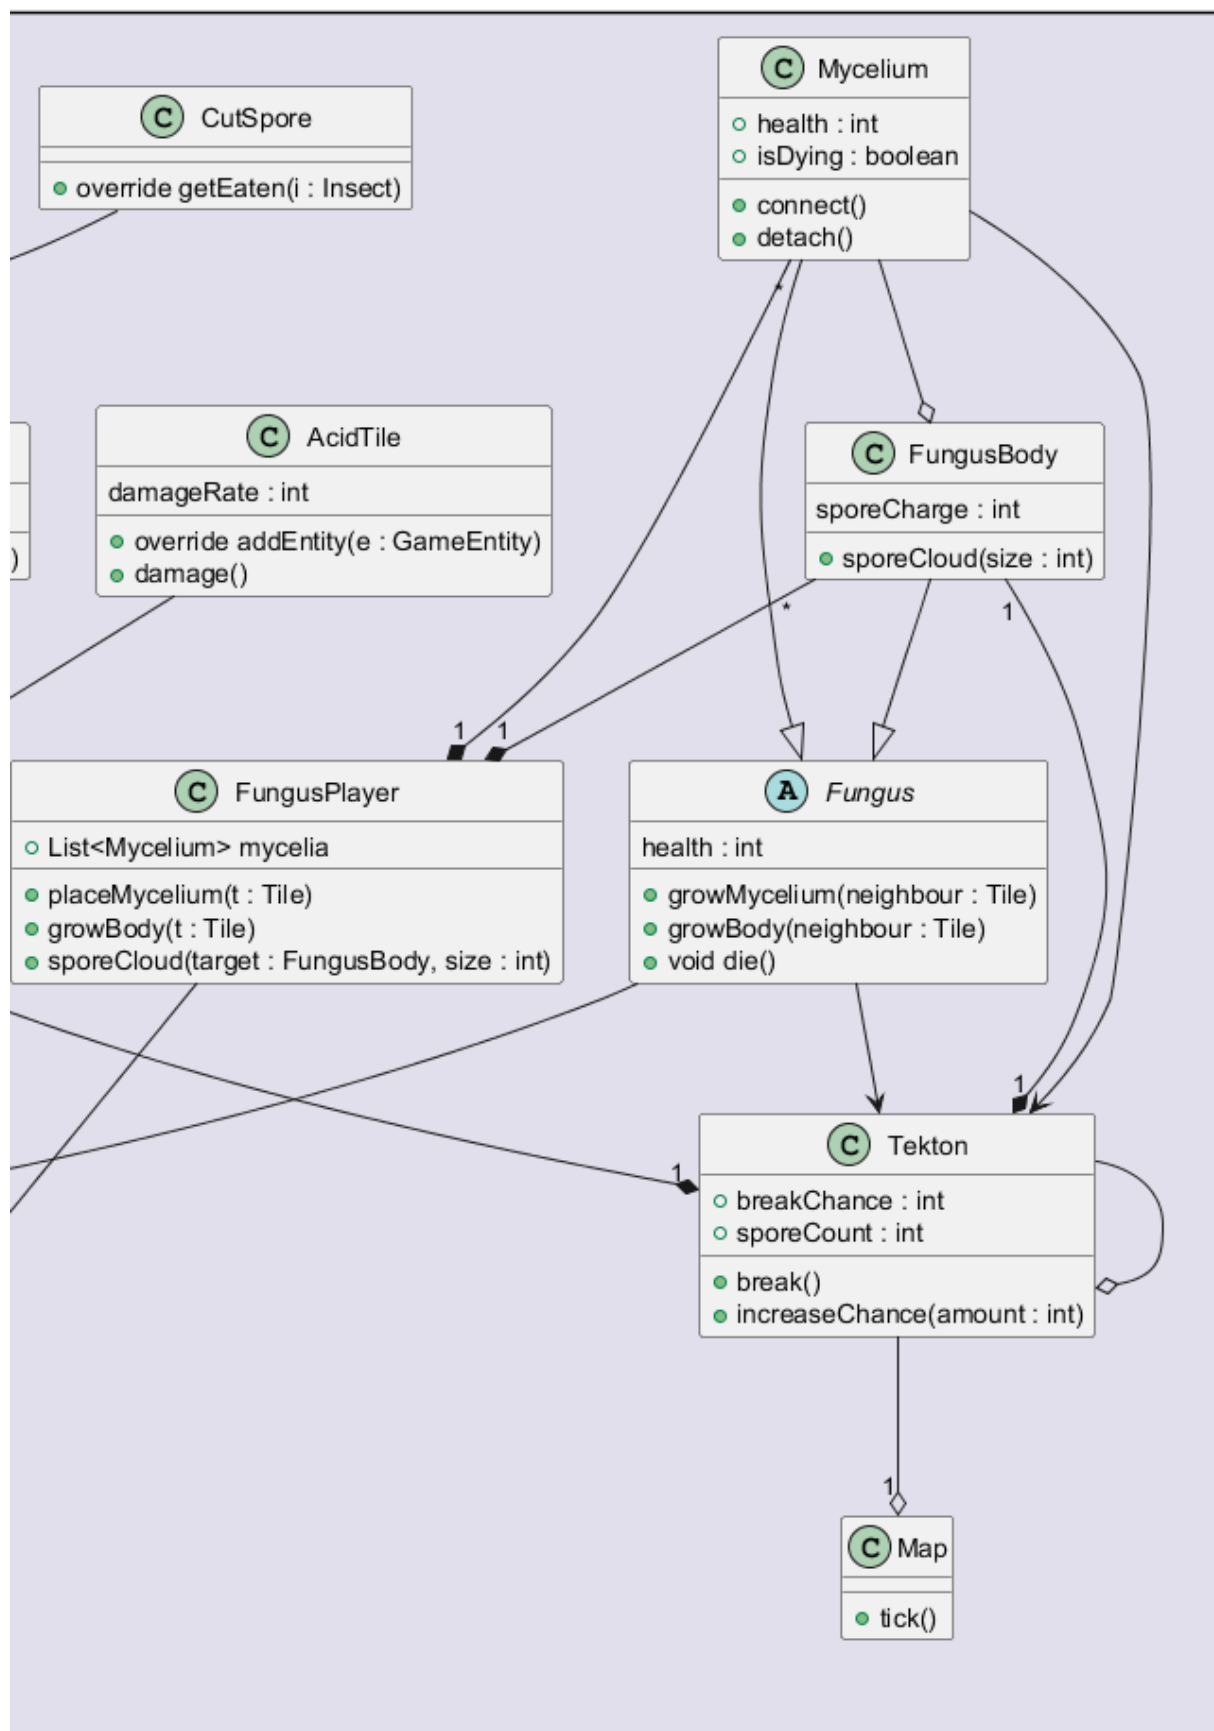 C Mycelium
health : int
isDying : boolean
connect()
detach()
*
C CutSpore
override getEaten(i : Insect)
C AcidTile
damageRate : int
override addEntity(e : GameEntity)
damage()
)
C FungusBody
sporeCharge : int
sporeCloud(size : int)
*
1
1
1
C FungusPlayer
List<Mycelium> mycelia
placeMycelium(t : Tile)
growBody(t : Tile)
sporeCloud(target : FungusBody, size : int)
A Fungus
health : int
growMycelium(neighbour : Tile)
growBody(neighbour : Tile)
void die()
1
1
C Tekton
breakChance : int
sporeCount : int
break()
increaseChance(amount : int)
1
C Map
tick()